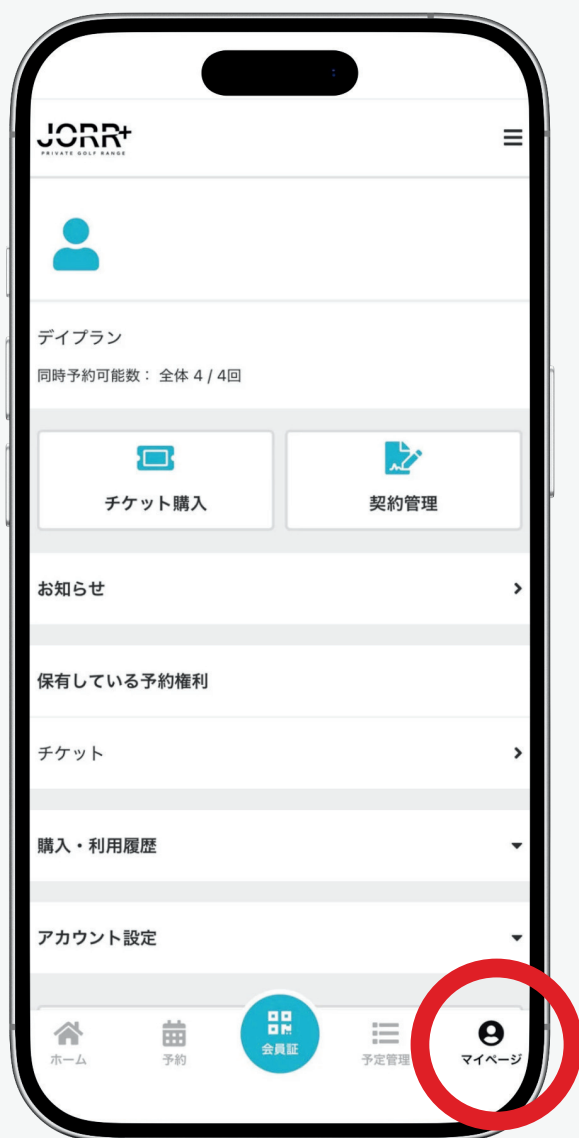 JORR+
PRIVATE GOLF RANGE
デイプラン
同時予約可能数： 全体 4 / 4回
チケット購入
契約管理
お知らせ
保有している予約権利
チケット
購入・利用履歴
アカウント設定
ホーム
予約
会員証
予定管理
マイページ